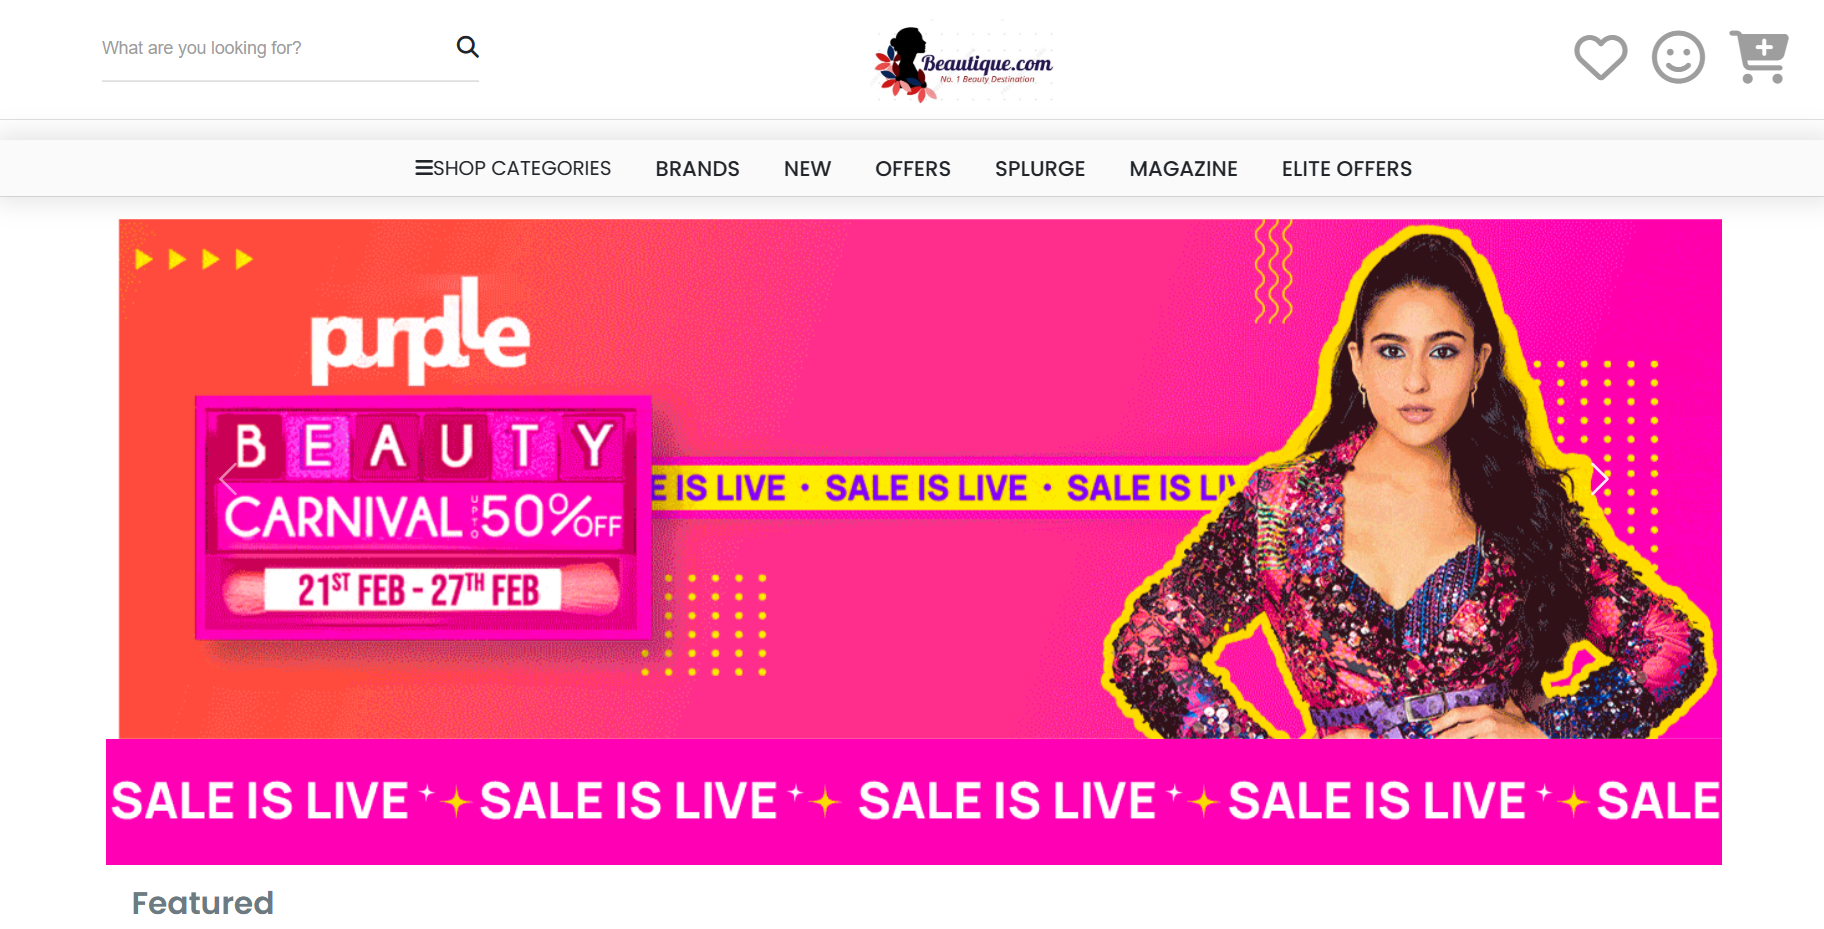 What are you looking for?
Beautique.com
No. 1 Beauty Destination
SHOP CATEGORIES
BRANDS
NEW
OFFERS
SPLURGE
MAGAZINE
ELITE OFFERS
purplle
BEAUTY
CARNIVAL UPTO 50% OFF
21ST FEB - 27TH FEB
E IS LIVE • SALE IS LIVE • SALE IS LIV
SALE IS LIVE SALE IS LIVE SALE IS LIVE SALE IS LIVE SALE
Featured